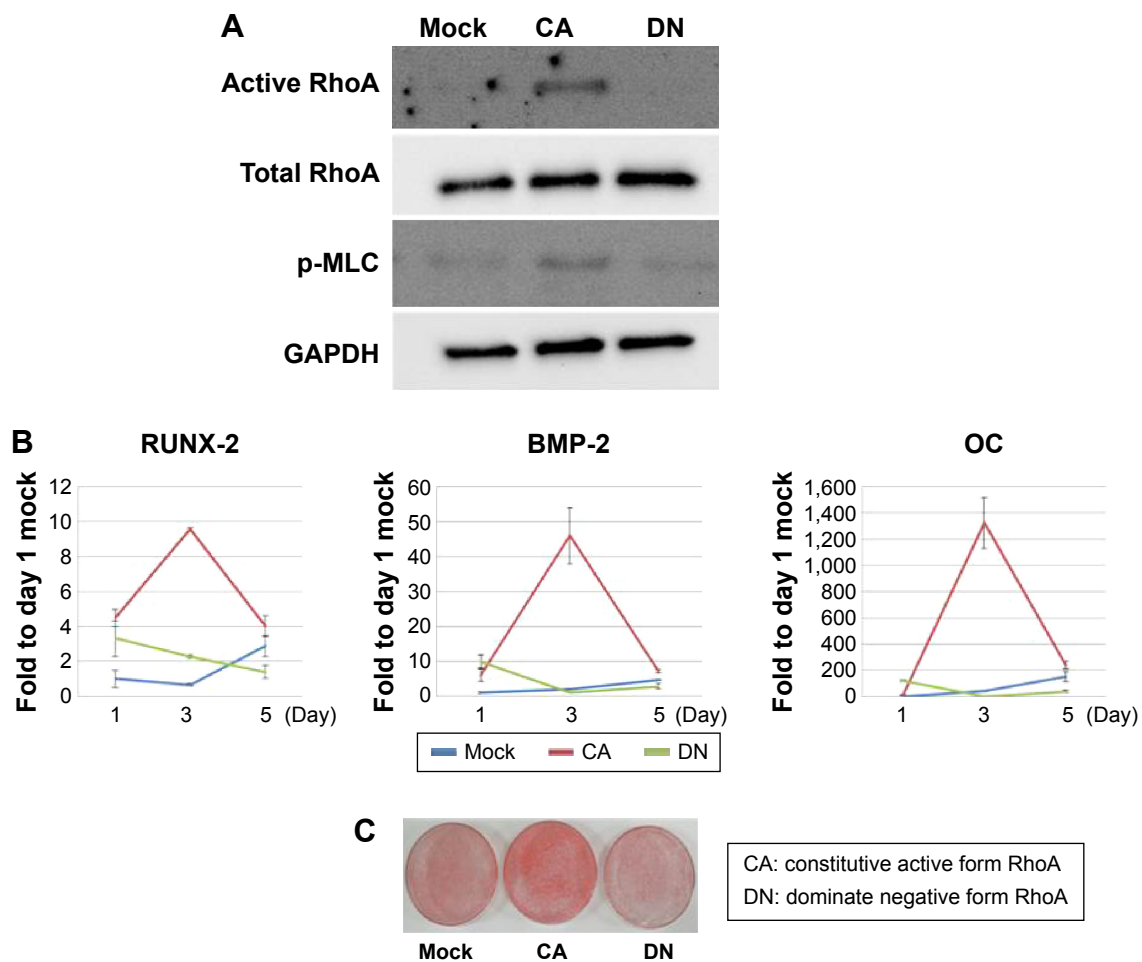 A
Mock CA DN
Active RhoA
Total RhoA
p-MLC
GAPDH
B
RUNX-2
Fold to day 1 mock
12
10
8
6
4
2
0
1 3 5 (Day)
BMP-2
Fold to day 1 mock
60
50
40
30
20
10
0
1 3 5 (Day)
OC
Fold to day 1 mock
1,600
1,400
1,200
1,000
800
600
400
200
0
1 3 5 (Day)
Mock CA DN
C
Mock CA DN
CA: constitutive active form RhoA
DN: dominate negative form RhoA